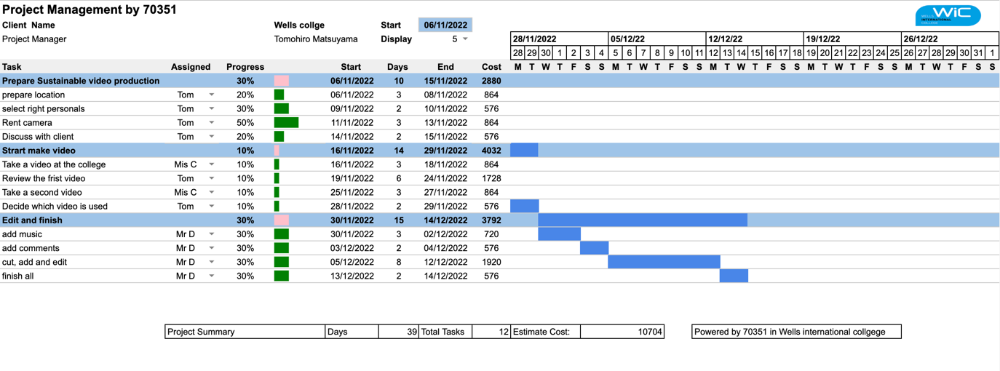 Project Management by 70351
WELLS WiC
INTERNATIONAL
COLLEGE
Client Name Wells collge Start 06/11/2022
Project Manager Tomohiro Matsuyama Display 5 28/11/2022 05/12/22 12/12/22 19/12/22 26/12/22
28 29 30 1 2 3 4 5 6 7 8 9 10 11 12 13 14 15 16 17 18 19 20 21 22 23 24 25 26 27 28 29 30 31 1
Task Assigned Progress Start Days End Cost M T W T F S S M T W T F S S M T W T F S S M T W T F S S M T W T F S S
Prepare Sustainable video production 30% 06/11/2022 10 15/11/2022 2880
prepare location Tom 20% 06/11/2022 3 08/11/2022 864
select right personals Tom 30% 09/11/2022 2 10/11/2022 576
Rent camera Tom 50% 11/11/2022 3 13/11/2022 864
Discuss with client Tom 20% 14/11/2022 2 15/11/2022 576
Strart make video 10% 16/11/2022 14 29/11/2022 4032
Take a video at the college Mis C 10% 16/11/2022 3 18/11/2022 864
Review the frist video Tom 10% 19/11/2022 6 24/11/2022 1728
Take a second video Mis C 10% 25/11/2022 3 27/11/2022 864
Decide which video is used Tom 10% 28/11/2022 2 29/11/2022 576
Edit and finish 30% 30/11/2022 15 14/12/2022 3792
add music Mr D 30% 30/11/2022 3 02/12/2022 720
add comments Mr D 30% 03/12/2022 2 04/12/2022 576
cut, add and edit Mr D 30% 05/12/2022 8 12/12/2022 1920
finish all Mr D 30% 13/12/2022 2 14/12/2022 576
Project Summary Days 39 Total Tasks 12 Estimate Cost: 10704 Powered by 70351 in Wells international collgege